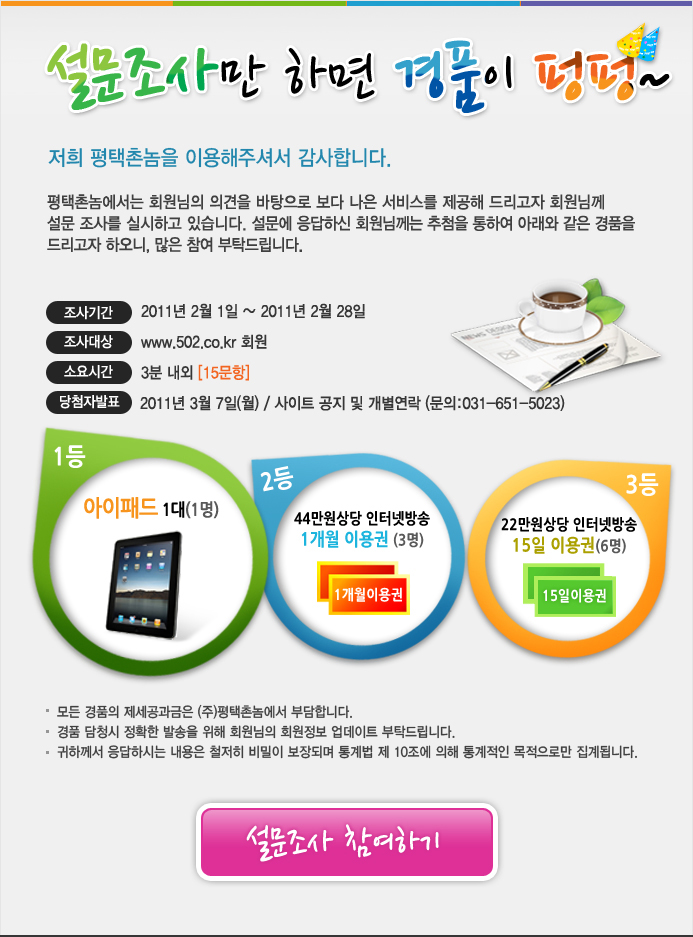 설문조사만 하면 경품이 펑펑~
저희 평택촌놈을 이용해주셔서 감사합니다.
평택촌놈에서는 회원님의 의견을 바탕으로 보다 나은 서비스를 제공해 드리고자 회원님께
설문 조사를 실시하고 있습니다. 설문에 응답하신 회원님께는 추첨을 통하여 아래와 같은 경품을
드리고자 하오니, 많은 참여 부탁드립니다.
조사기간 2011년 2월 1일 ~ 2011년 2월 28일
조사대상 www.502.co.kr 회원
소요시간 3분 내외 [15문항]
당첨자발표 2011년 3월 7일(월) / 사이트 공지 및 개별연락 (문의:031-651-5023)
1등
아이패드 1대(1명)
2등
44만원상당 인터넷방송
1개월 이용권 (3명)
1개월이용권
3등
22만원상당 인터넷방송
15일 이용권(6명)
15일이용권
모든 경품의 제세공과금은 (주)평택촌놈에서 부담합니다.
경품 담청시 정확한 발송을 위해 회원님의 회원정보 업데이트 부탁드립니다.
귀하께서 응답하시는 내용은 철저히 비밀이 보장되며 통계법 제 10조에 의해 통계적인 목적으로만 집계됩니다.
설문조사 참여하기